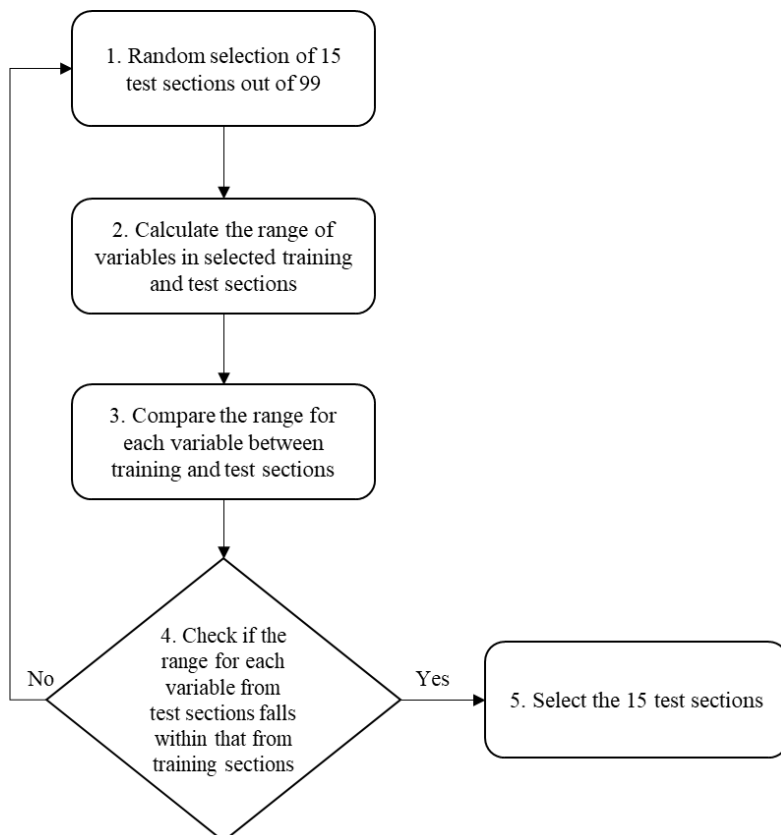 1. Random selection of 15
test sections out of 99
2. Calculate the range of
variables in selected training
and test sections
3. Compare the range for
each variable between
training and test sections
4. Check if the
range for each
variable from
test sections falls
within that from
training sections
No
Yes
5. Select the 15 test sections